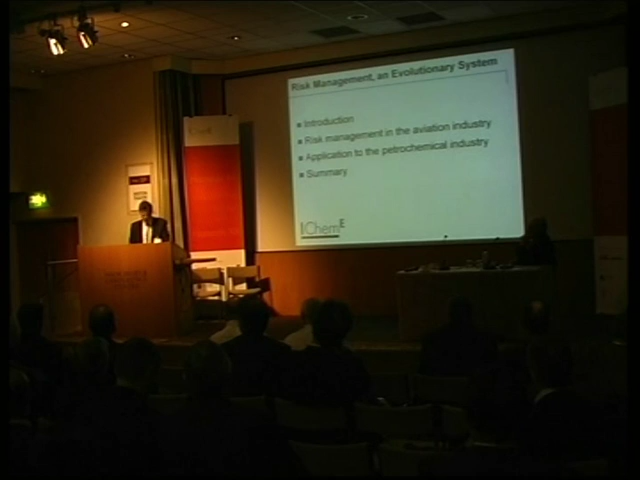 Risk Management, an Evolutionary System
Introduction
Risk management in the aviation industry
Application to the petrochemical industry
Summary
IChemE